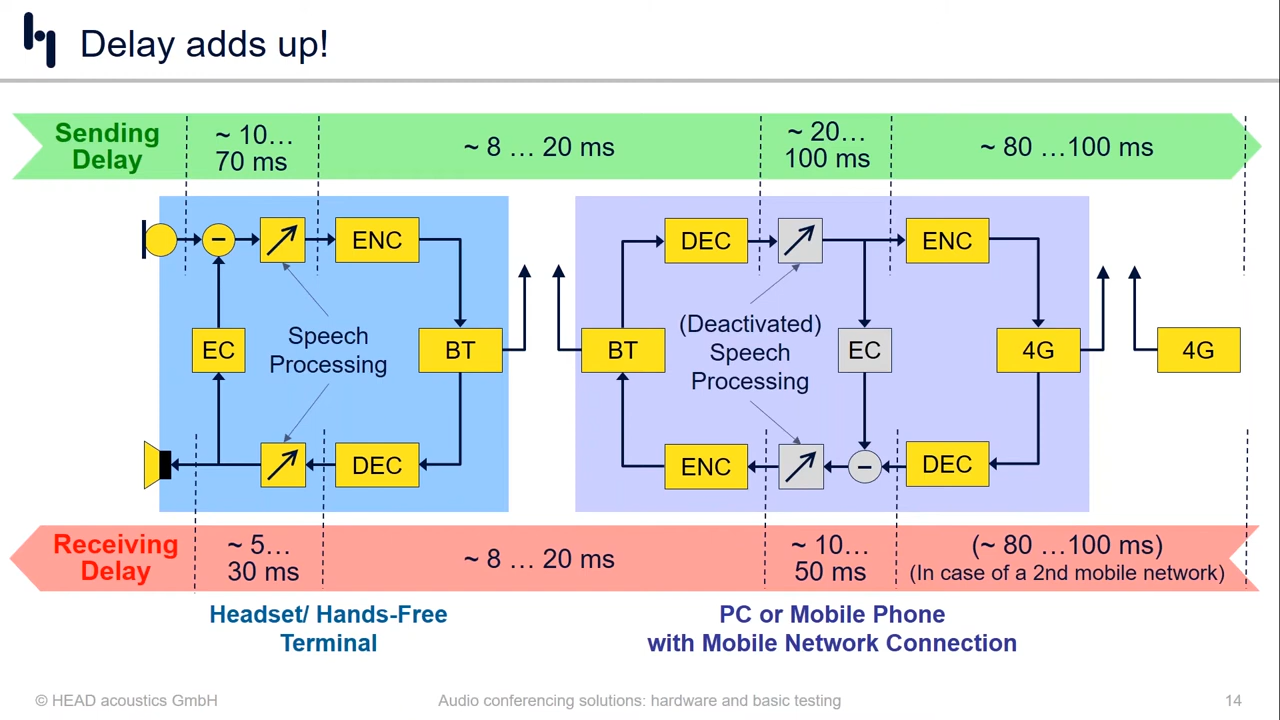 Delay adds up!
Sending
Delay
~ 10…
70 ms
~ 8 … 20 ms
~ 20…
100 ms
~ 80 …100 ms
−
ENC
DEC
ENC
EC
Speech
Processing
BT
BT
(Deactivated)
Speech
Processing
EC
4G
4G
DEC
ENC
−
DEC
Receiving
Delay
~ 5…
30 ms
~ 8 … 20 ms
~ 10…
50 ms
(~ 80 …100 ms)
(In case of a 2nd mobile network)
Headset/ Hands-Free
Terminal
PC or Mobile Phone
with Mobile Network Connection
© HEAD acoustics GmbH
Audio conferencing solutions: hardware and basic testing
14